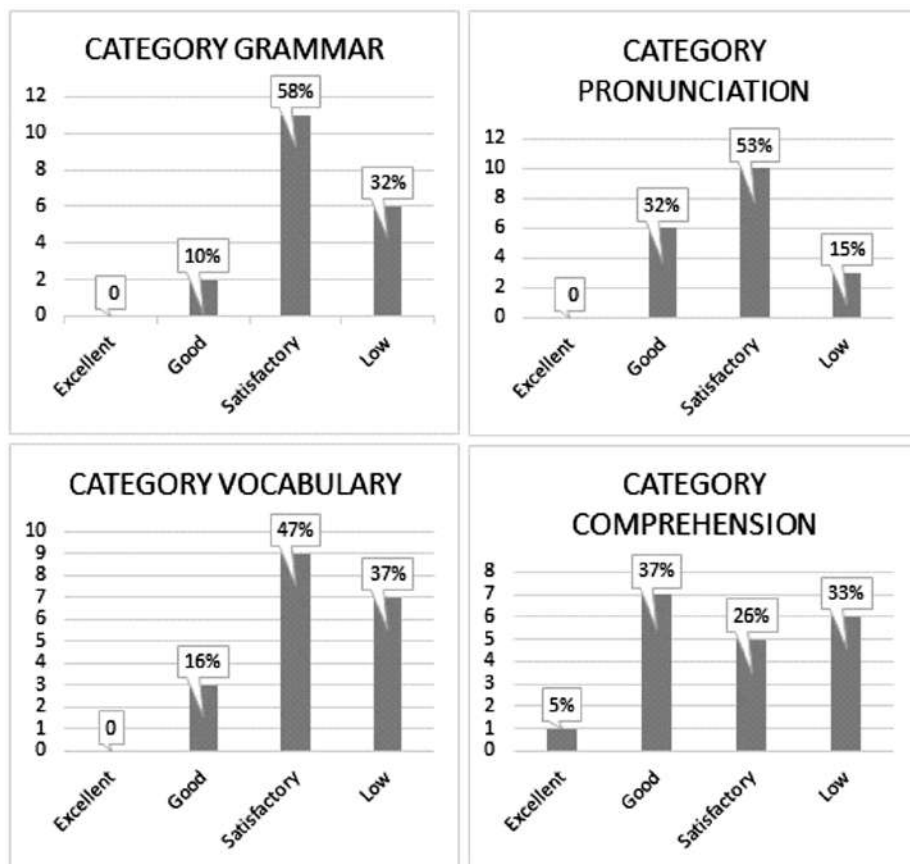 CATEGORY GRAMMAR
12
10
8
6
4
2
0
0
10%
58%
32%
Excellent
Good
Satisfactory
Low
CATEGORY
PRONUNCIATION
12
10
8
6
4
2
0
0
32%
53%
15%
Excellent
Good
Satisfactory
Low
CATEGORY VOCABULARY
10
9
8
7
6
5
4
3
2
1
0
0
16%
47%
37%
Excellent
Good
Satisfactory
Low
CATEGORY
COMPREHENSION
8
7
6
5
4
3
2
1
0
5%
37%
26%
33%
Excellent
Good
Satisfactory
Low